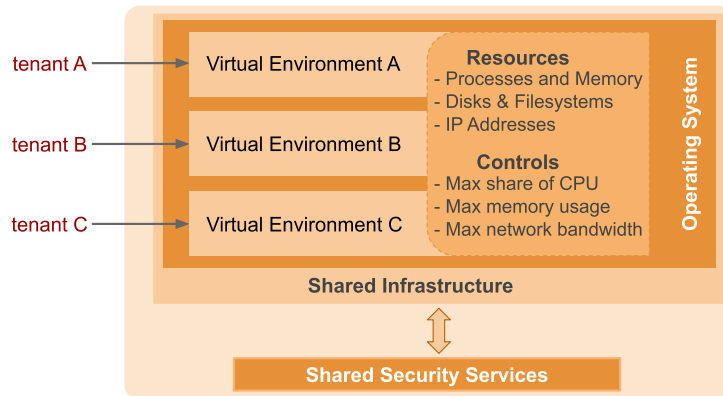 tenant A
Virtual Environment A
tenant B
Virtual Environment B
tenant C
Virtual Environment C
Resources
- Processes and Memory
- Disks & Filesystems
- IP Addresses
Controls
- Max share of CPU
- Max memory usage
- Max network bandwidth
Operating System
Shared Infrastructure
Shared Security Services